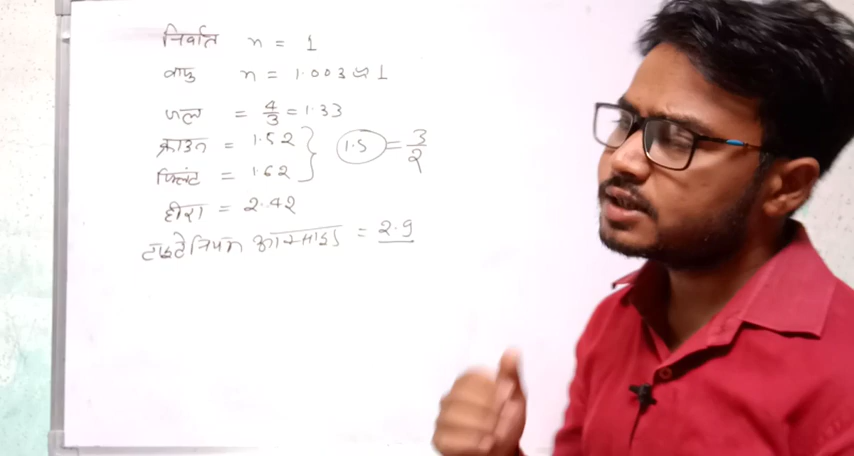 निर्वात n = 1
वायु n = 1.003 ≈ 1
जल = 4/3 = 1.33
क्राउन = 1.52
फ्लिंट = 1.62 } 1.5 = 3/2
हीरा = 2.42
टाइटेनियम आक्साइड = 2.9